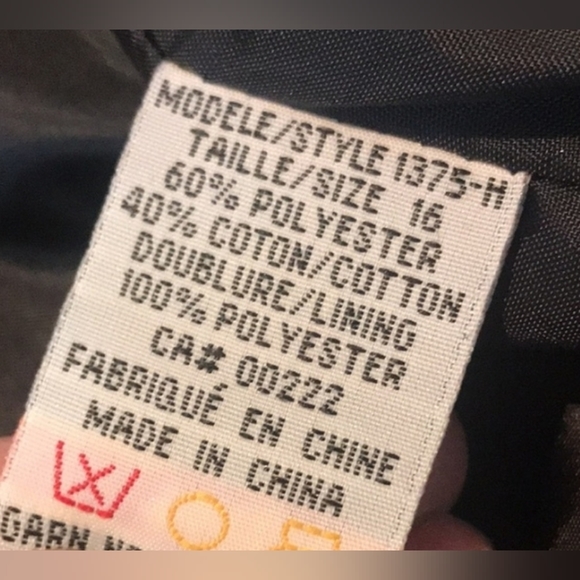 MODELE/STYLE 1375-H
TAILLE/SIZE 16
60% POLYESTER
40% COTON/COTTON
DOUBLURE/LINING
100% POLYESTER
CA# 00222
FABRIQUÉ EN CHINE
MADE IN CHINA
GARN